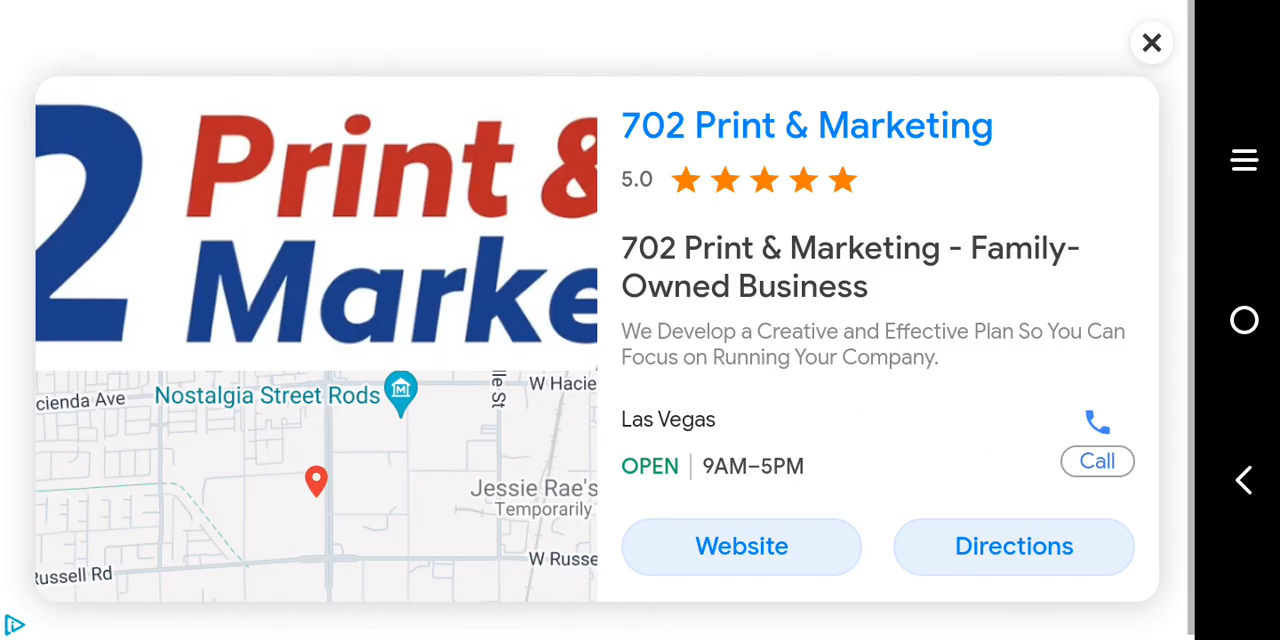 2 Print &
Marke
702 Print & Marketing
5.0
702 Print & Marketing - Family-
Owned Business
We Develop a Creative and Effective Plan So You Can
Focus on Running Your Company.
Las Vegas
OPEN | 9AM–5PM
Call
Website
Directions
cienda Ave
Nostalgia Street Rods
M
lle St
W Hacie
Jessie Rae's
Temporarily
W Russe
Russell Rd